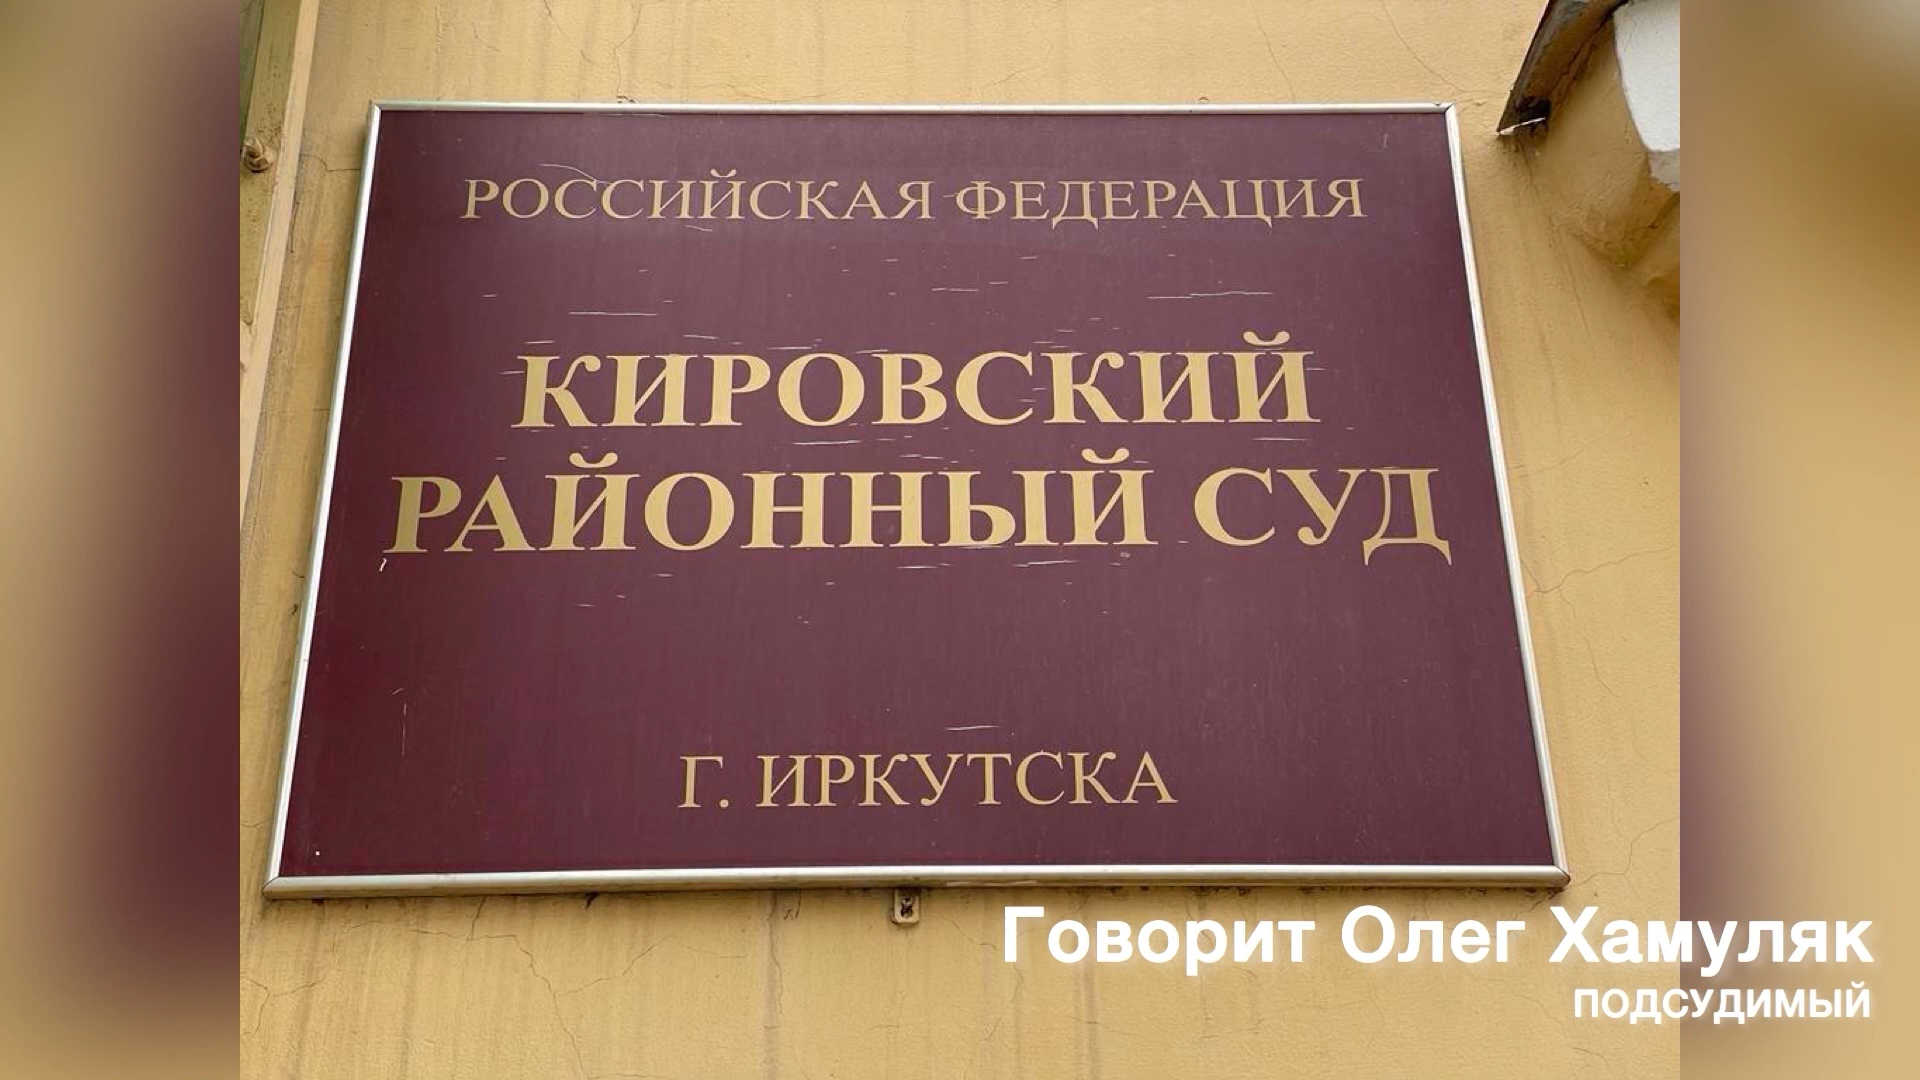 РОССИЙСКАЯ ФЕДЕРАЦИЯ
КИРОВСКИЙ
РАЙОННЫЙ СУД
Г. ИРКУТСКА
Говорит Олег Хамуляк
подсудимый